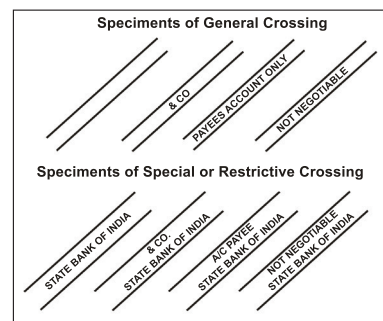 Speciments of General Crossing
& CO
PAYEES ACCOUNT ONLY
NOT NEGOTIABLE
Speciments of Special or Restrictive Crossing
STATE BANK OF INDIA
& CO.
STATE BANK OF INDIA
A/C PAYEE
STATE BANK OF INDIA
NOT NEGOTIABLE
STATE BANK OF INDIA